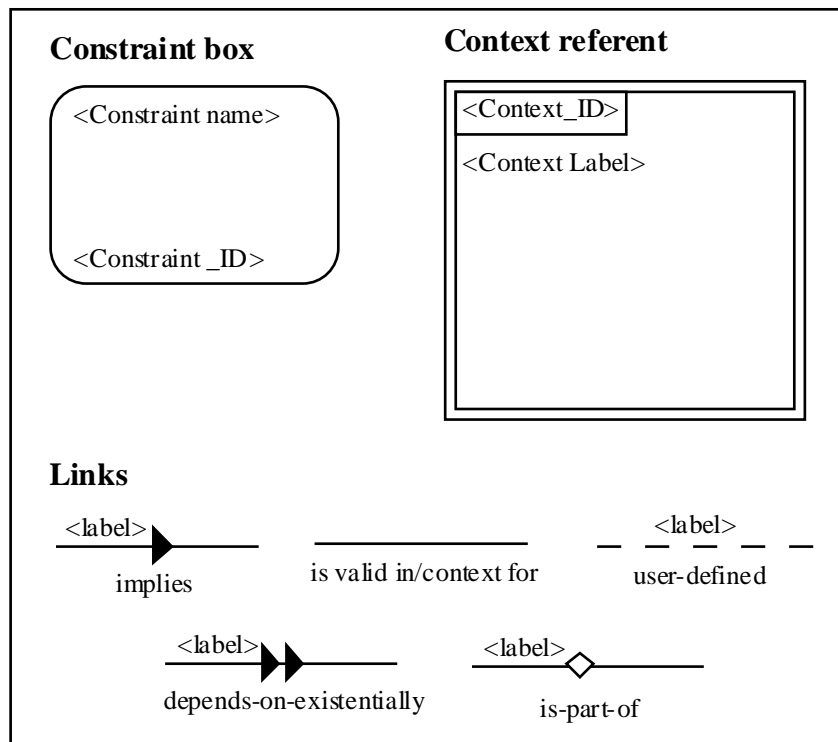 Constraint box
<Constraint name>
<Constraint _ID>
Context referent
<Context_ID>
<Context Label>
Links
<label>
implies
is valid in/context for
<label>
user-defined
<label>
depends-on-existentially
<label>
is-part-of